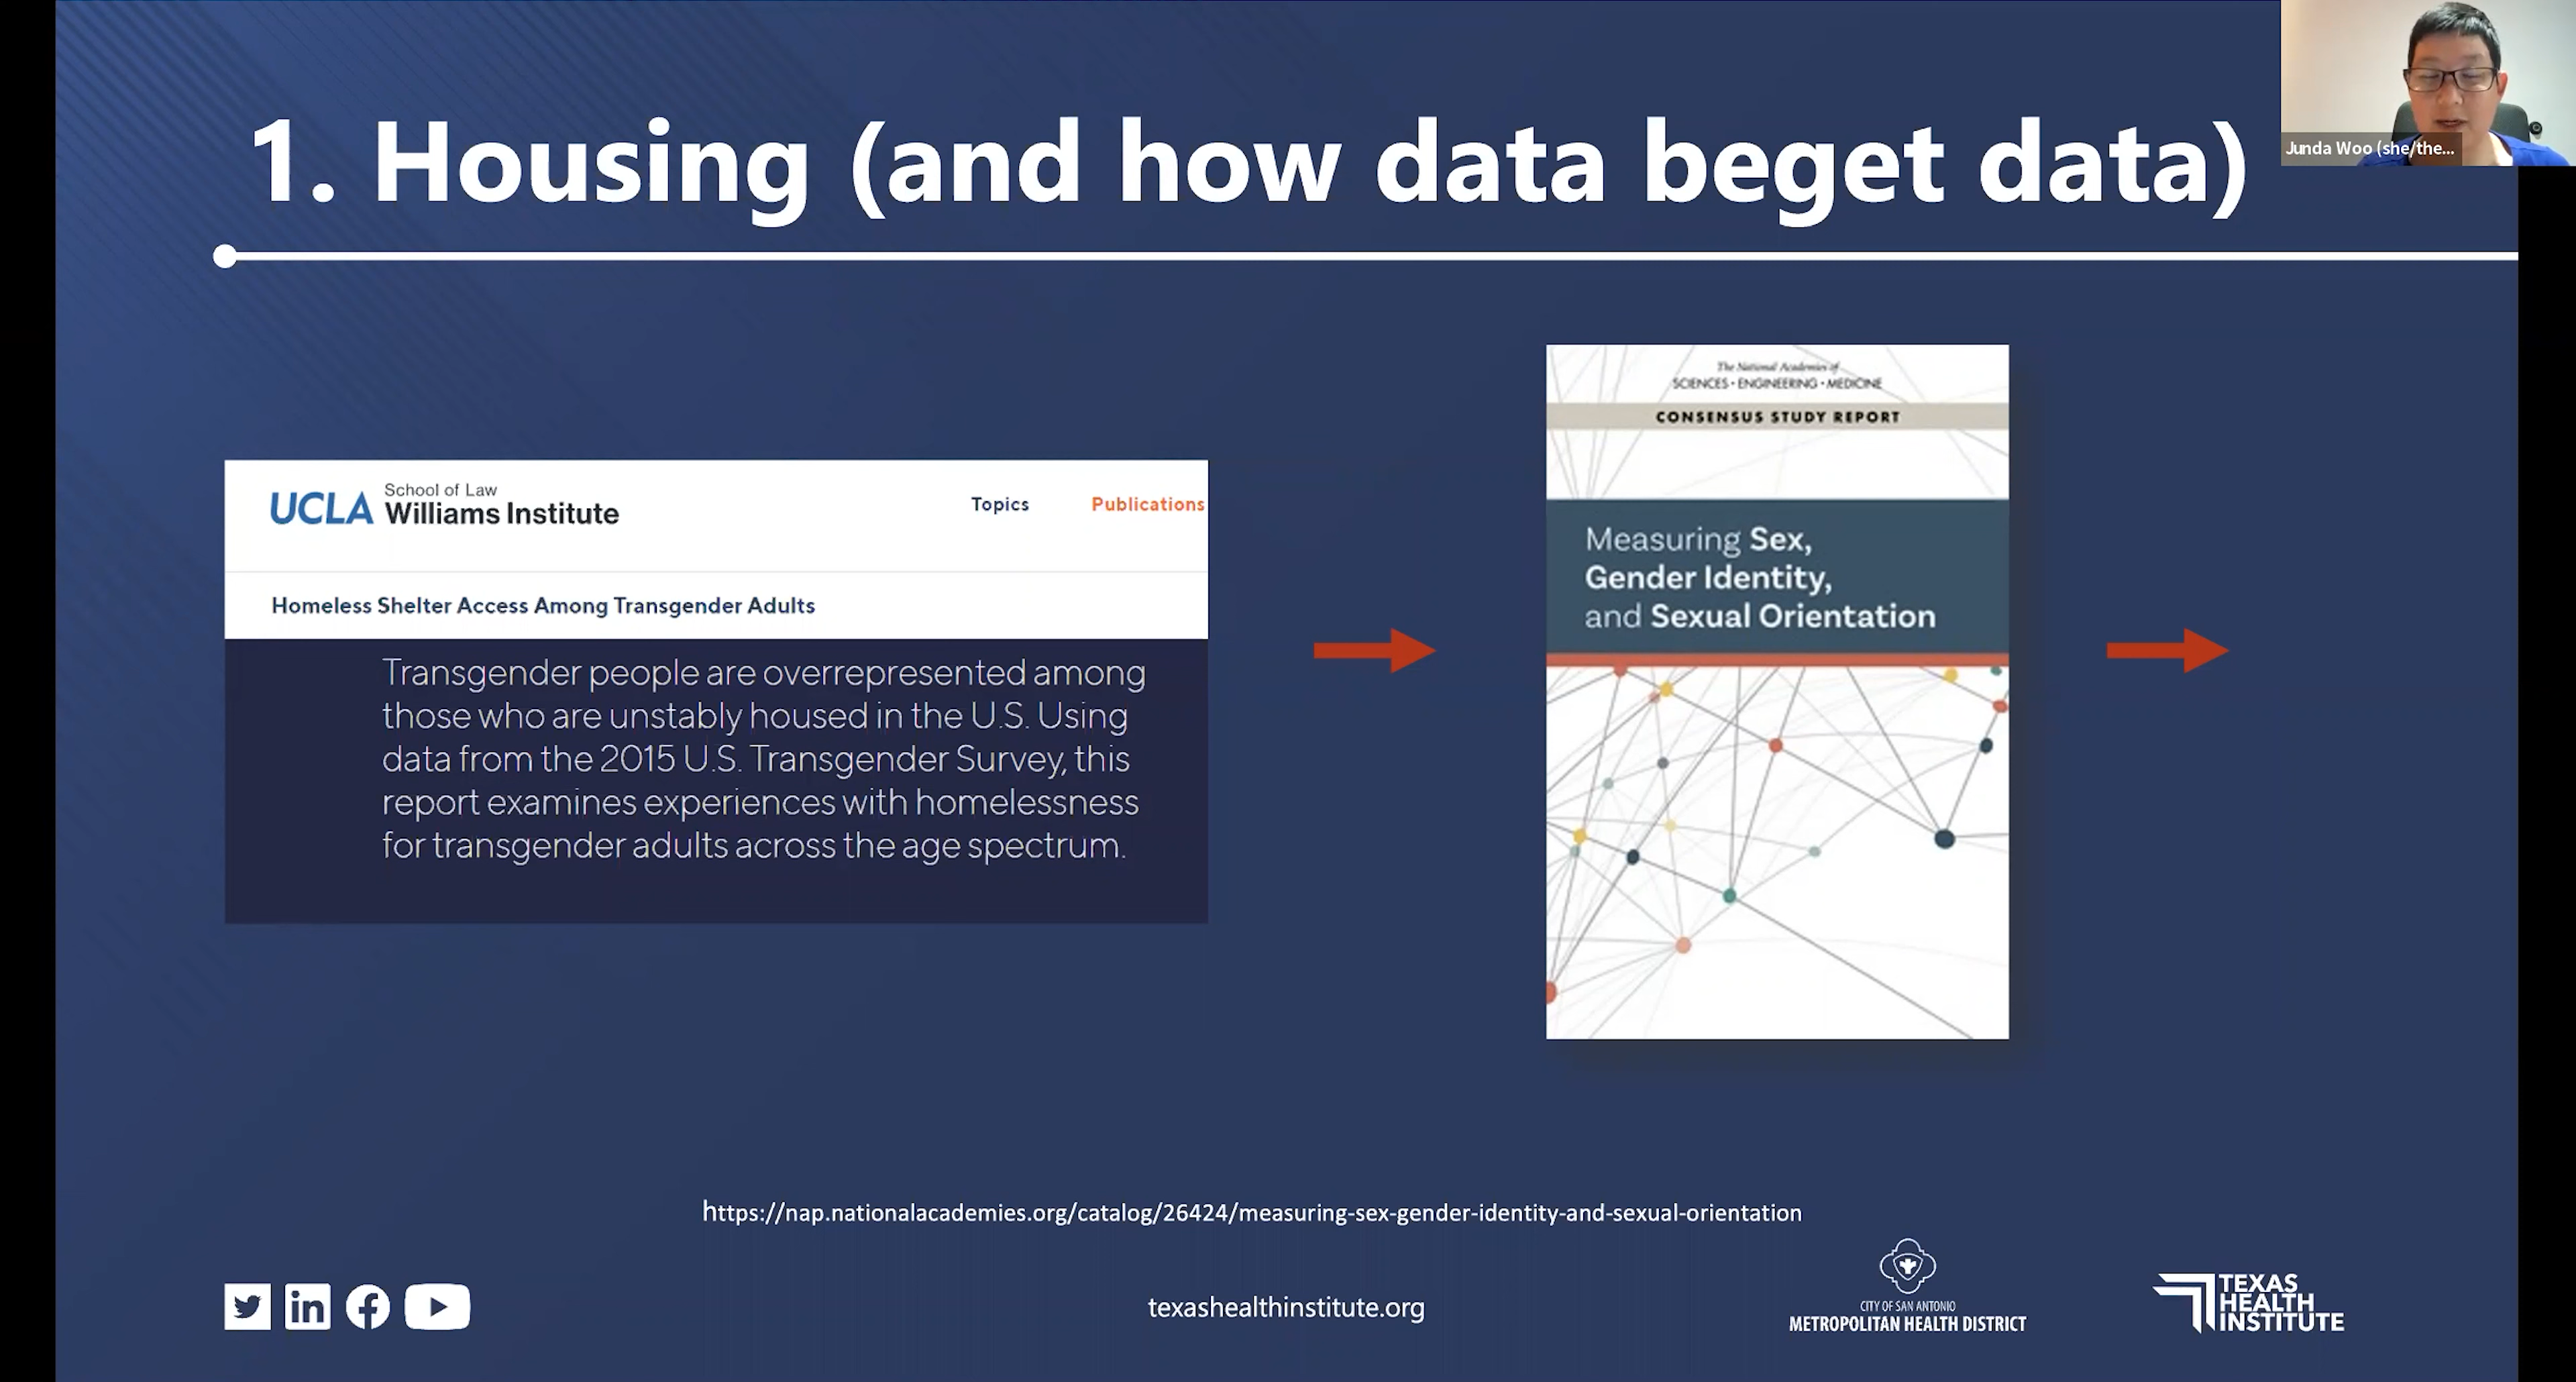 1. Housing (and how data beget data)
Junda Woo (she/the...
UCLA School of Law
Williams Institute
Topics
Publications
Homeless Shelter Access Among Transgender Adults
Transgender people are overrepresented among
those who are unstably housed in the U.S. Using
data from the 2015 U.S. Transgender Survey, this
report examines experiences with homelessness
for transgender adults across the age spectrum.
The National Academies of
SCIENCES • ENGINEERING • MEDICINE
CONSENSUS STUDY REPORT
Measuring Sex,
Gender Identity,
and Sexual Orientation
https://nap.nationalacademies.org/catalog/26424/measuring-sex-gender-identity-and-sexual-orientation
in
texashealthinstitute.org
CITY OF SAN ANTONIO
METROPOLITAN HEALTH DISTRICT
TEXAS
HEALTH
INSTITUTE